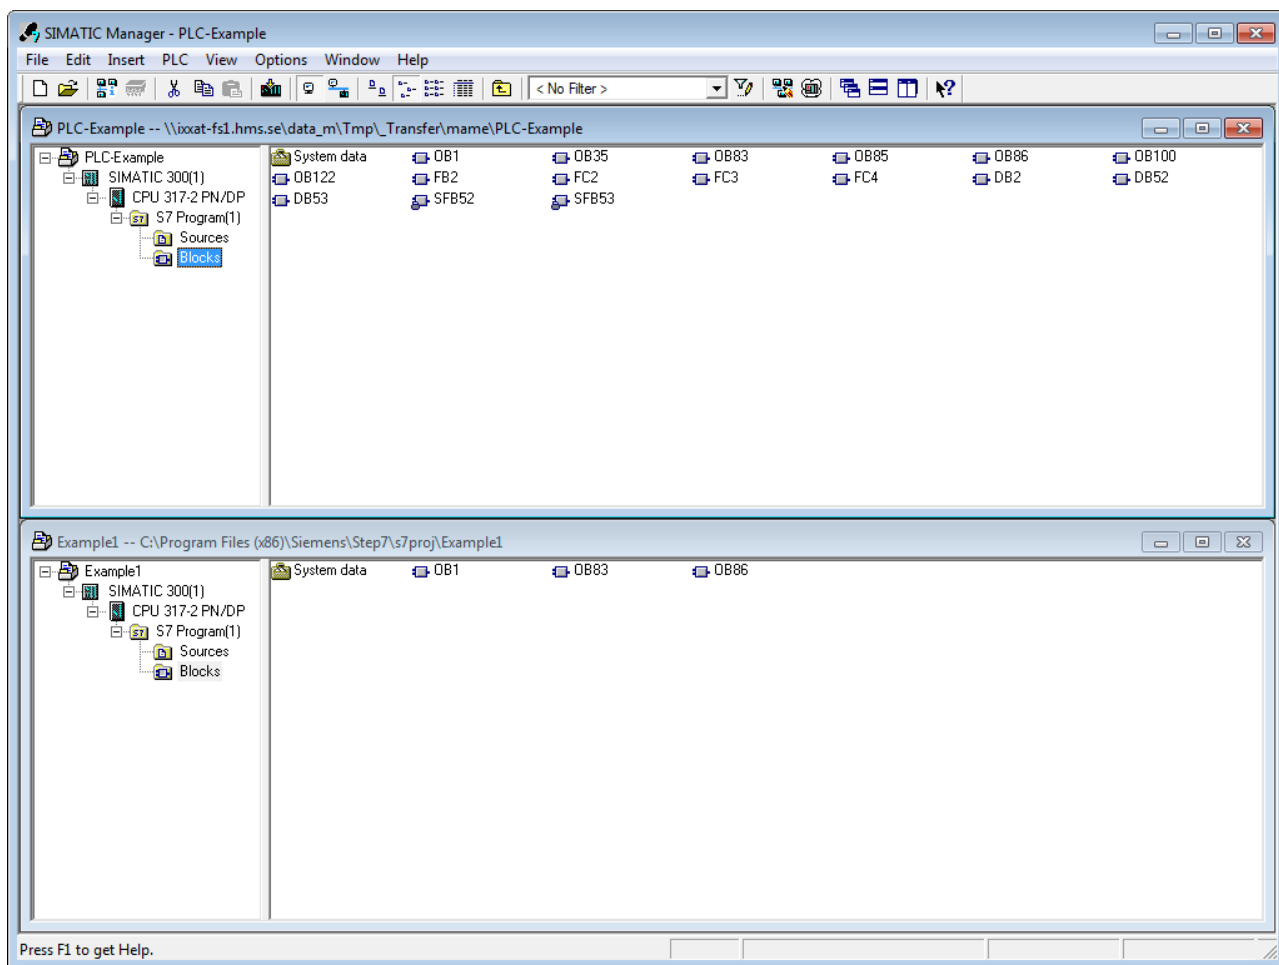 SIMATIC Manager - PLC-Example
File Edit Insert PLC View Options Window Help
< No Filter >
PLC-Example -- \\ixxat-fs1.hms.se\data_m\Tmp\_Transfer\mame\PLC-Example
PLC-Example
SIMATIC 300(1)
CPU 317-2 PN/DP
S7 Program(1)
Sources
Blocks
System data OB1 OB35 OB83 OB85 OB86 OB100
OB122 FB2 FC2 FC3 FC4 DB2 DB52
DB53 SFB52 SFB53
Example1 -- C:\Program Files (x86)\Siemens\Step7\s7proj\Example1
Example1
SIMATIC 300(1)
CPU 317-2 PN/DP
S7 Program(1)
Sources
Blocks
System data OB1 OB83 OB86
Press F1 to get Help.